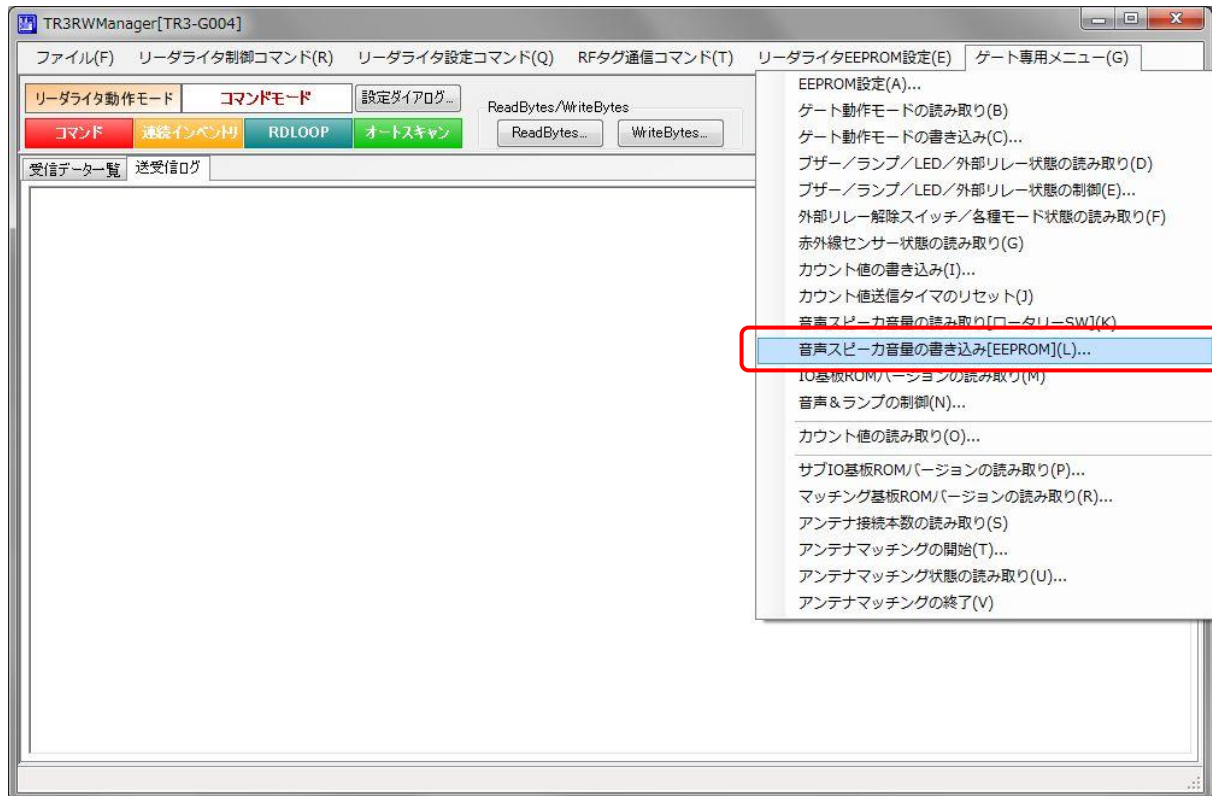 TR3RWManager[TR3-G004]
ファイル(F) リーダライタ制御コマンド(R) リーダライタ設定コマンド(Q) RFタグ通信コマンド(T) リーダライタEEPROM設定(E) ゲート専用メニュー(G)
リーダライタ動作モード コマンドモード 設定ダイアログ...
ReadBytes/WriteBytes
コマンド 連続インベントリ RDLOOP オートスキャン ReadBytes... WriteBytes...
受信データ一覧 送受信ログ
EEPROM設定(A)...
ゲート動作モードの読み取り(B)
ゲート動作モードの書き込み(C)...
ブザー／ランプ／LED／外部リレー状態の読み取り(D)
ブザー／ランプ／LED／外部リレー状態の制御(E)...
外部リレー解除スイッチ／各種モード状態の読み取り(F)
赤外線センサー状態の読み取り(G)
カウント値の書き込み(I)...
カウント値送信タイマのリセット(J)
音声スピーカ音量の読み取り[ロータリーSW](K)
音声スピーカ音量の書き込み[EEPROM](L)...
IO基板ROMバージョンの読み取り(M)
音声＆ランプの制御(N)...
カウント値の読み取り(O)...
サブIO基板ROMバージョンの読み取り(P)...
マッチング基板ROMバージョンの読み取り(R)...
アンテナ接続本数の読み取り(S)
アンテナマッチングの開始(T)...
アンテナマッチング状態の読み取り(U)...
アンテナマッチングの終了(V)